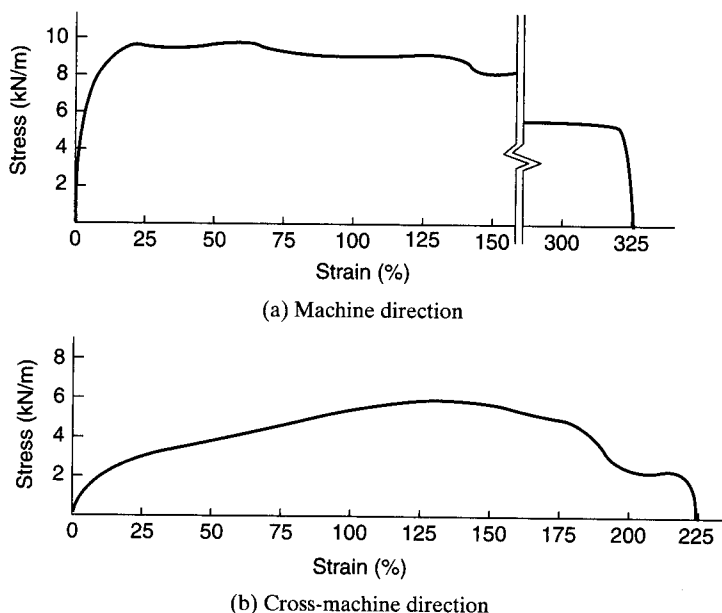 10
8
6
4
2
Stress (kN/m)
0 25 50 75 100 125 150 300 325
Strain (%)
(a) Machine direction
8
6
4
2
Stress (kN/m)
0 25 50 75 100 125 150 175 200 225
Strain (%)
(b) Cross-machine direction